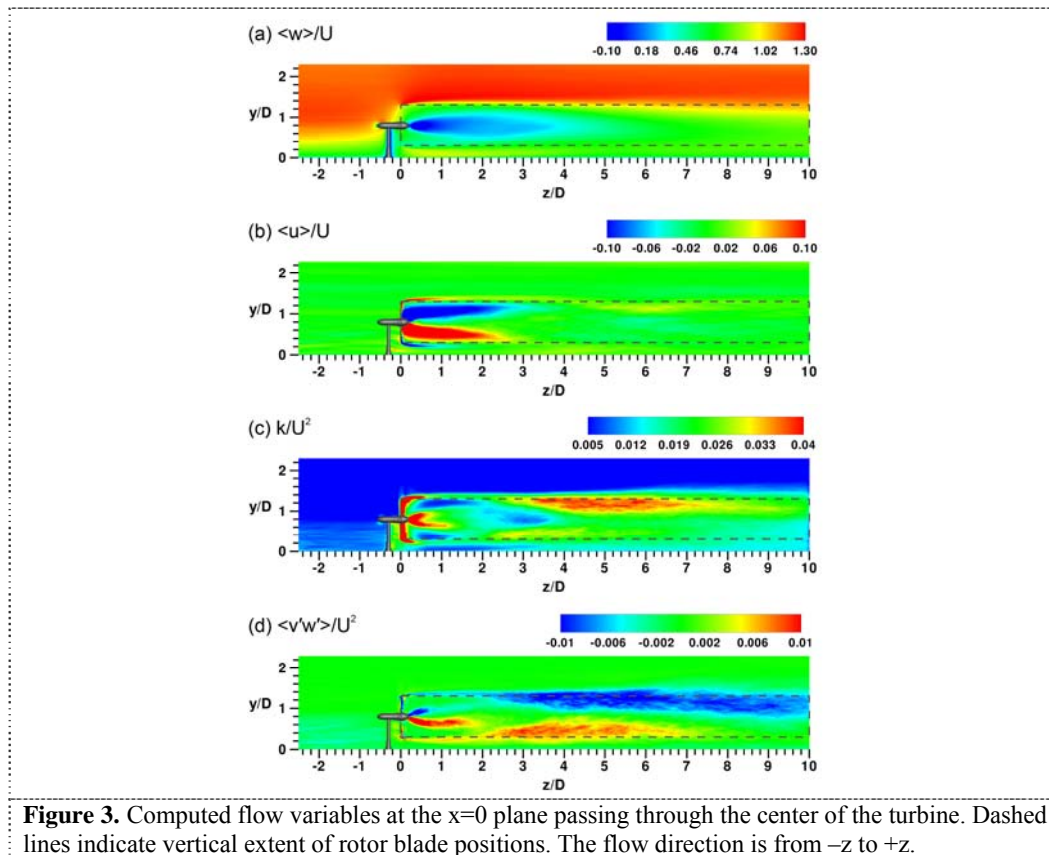 (a) <w>/U
-0.10 0.18 0.46 0.74 1.02 1.30
2
y/D
1
0
-2 -1 0 1 2 3 4 5 6 7 8 9 10
z/D
(b) <u>/U
-0.10 -0.06 -0.02 0.02 0.06 0.10
2
y/D
1
0
-2 -1 0 1 2 3 4 5 6 7 8 9 10
z/D
(c) k/U²
0.005 0.012 0.019 0.026 0.033 0.04
2
y/D
1
0
-2 -1 0 1 2 3 4 5 6 7 8 9 10
z/D
(d) <v'w'>/U²
-0.01 -0.006 -0.002 0.002 0.006 0.01
2
y/D
1
0
-2 -1 0 1 2 3 4 5 6 7 8 9 10
z/D
Figure 3. Computed flow variables at the x=0 plane passing through the center of the turbine. Dashed
lines indicate vertical extent of rotor blade positions. The flow direction is from –z to +z.